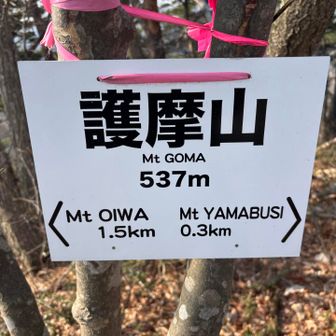 護摩山
Mt GOMA
537m
Mt OIWA Mt YAMABUSI
1.5km 0.3km